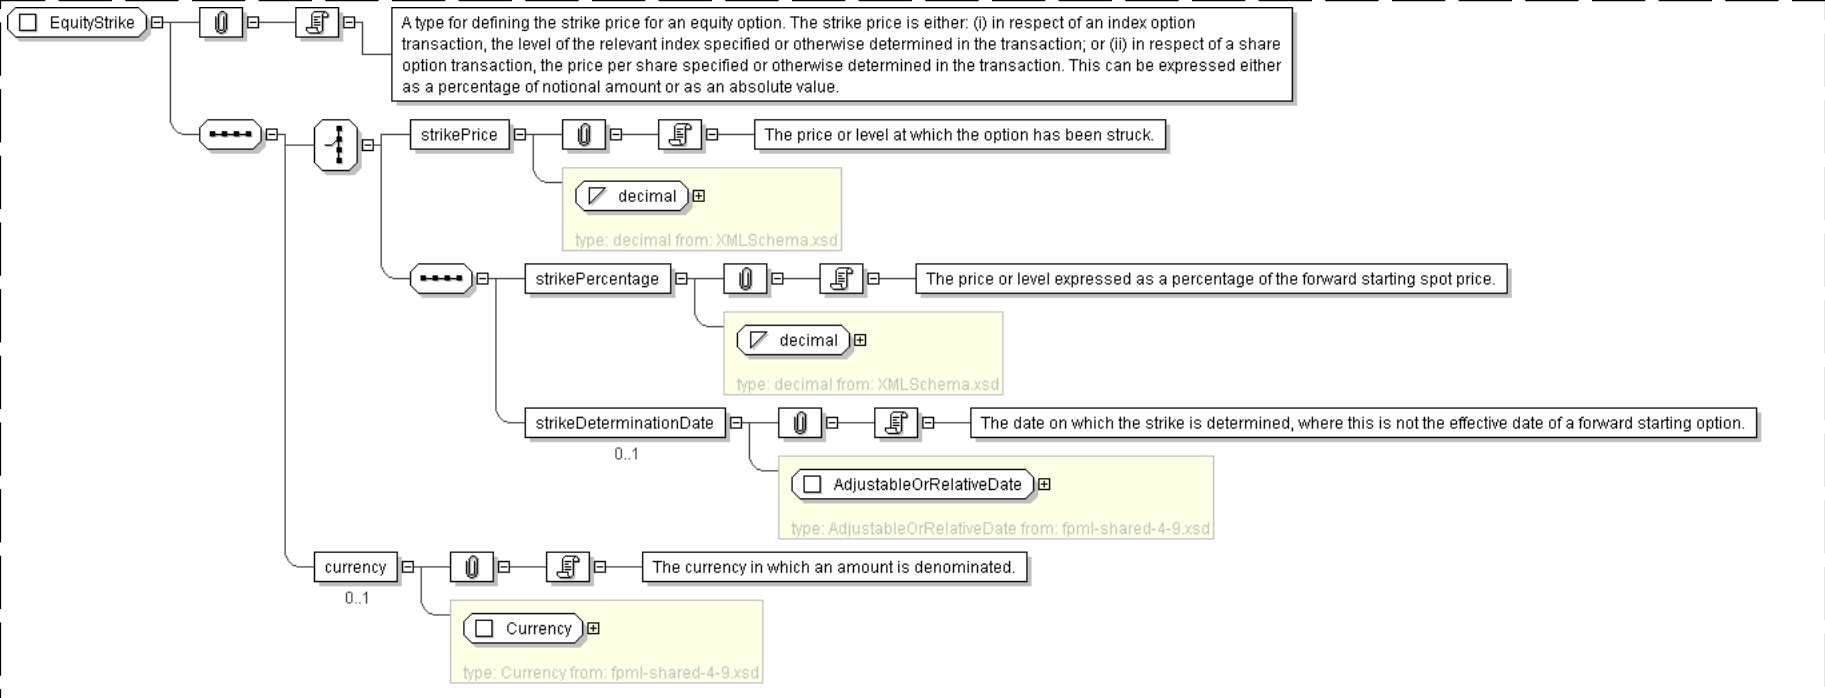 EquityStrike
A type for defining the strike price for an equity option. The strike price is either: (i) in respect of an index option
transaction, the level of the relevant index specified or otherwise determined in the transaction; or (ii) in respect of a share
option transaction, the price per share specified or otherwise determined in the transaction. This can be expressed either
as a percentage of notional amount or as an absolute value.
strikePrice
The price or level at which the option has been struck.
decimal
type: decimal from: XMLSchema.xsd
strikePercentage
The price or level expressed as a percentage of the forward starting spot price.
decimal
type: decimal from: XMLSchema.xsd
strikeDeterminationDate
The date on which the strike is determined, where this is not the effective date of a forward starting option.
0..1
AdjustableOrRelativeDate
type: AdjustableOrRelativeDate from: fpml-shared-4-9.xsd
currency
The currency in which an amount is denominated.
0..1
Currency
type: Currency from: fpml-shared-4-9.xsd